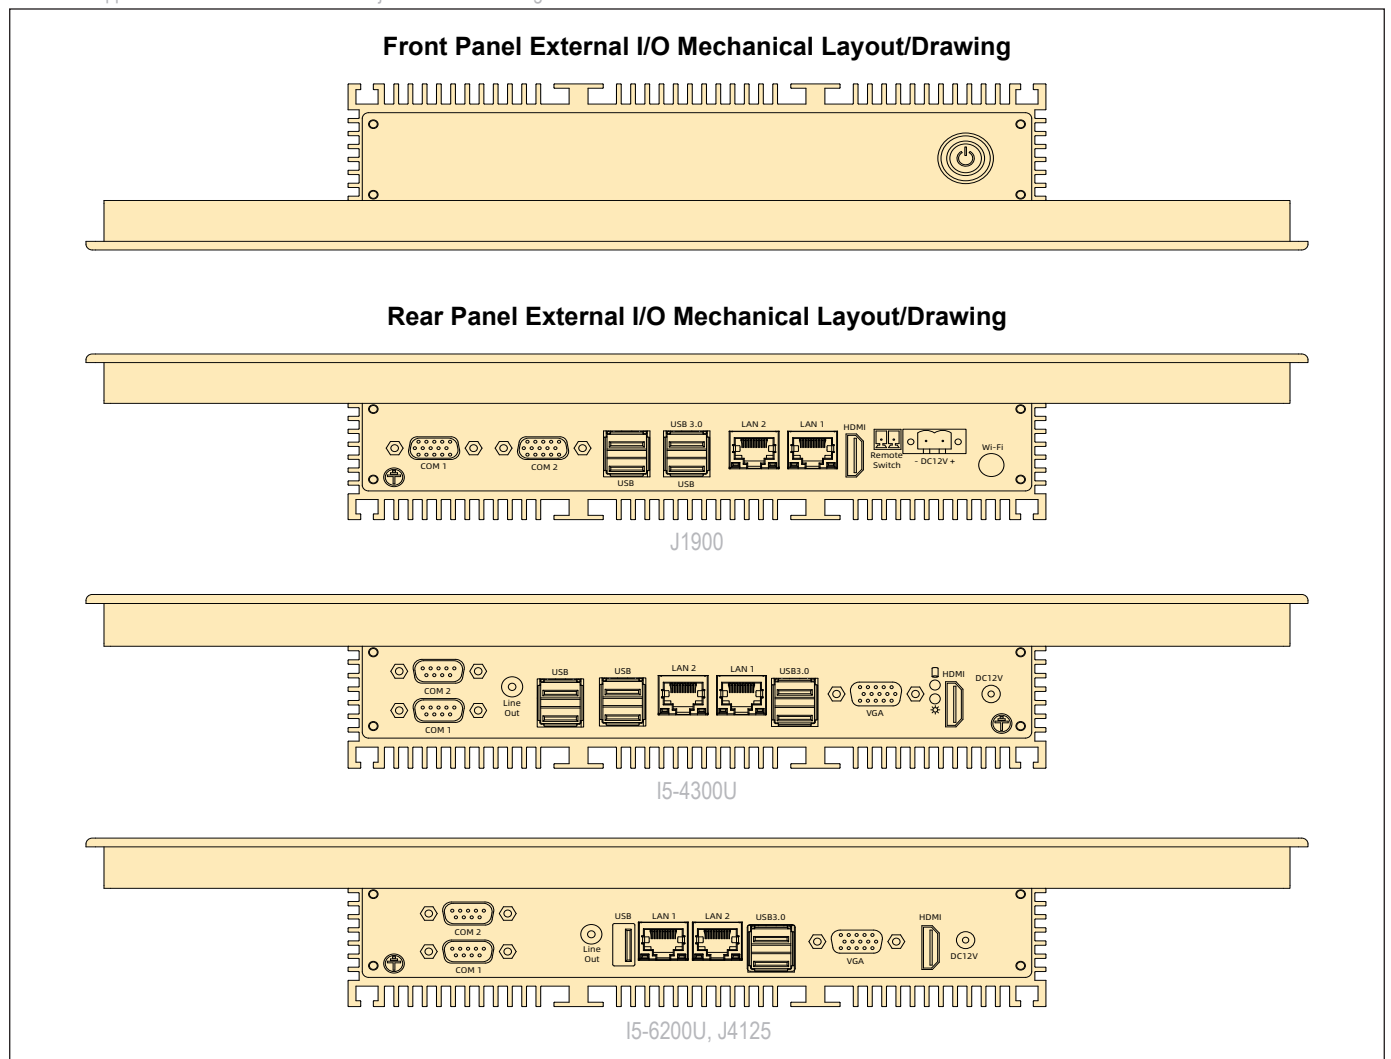 Front Panel External I/O Mechanical Layout/Drawing
Rear Panel External I/O Mechanical Layout/Drawing
USB 3.0 LAN 2 LAN 1 HDMI
COM 1 COM 2 Remote Switch - DC12V + Wi-Fi
USB USB
J1900
USB USB LAN 2 LAN 1 USB3.0 HDMI DC12V
COM 2
Line
Out
VGA
COM 1
I5-4300U
USB LAN 1 LAN 2 USB3.0 HDMI
COM 2
Line
Out
VGA DC12V
COM 1
I5-6200U, J4125